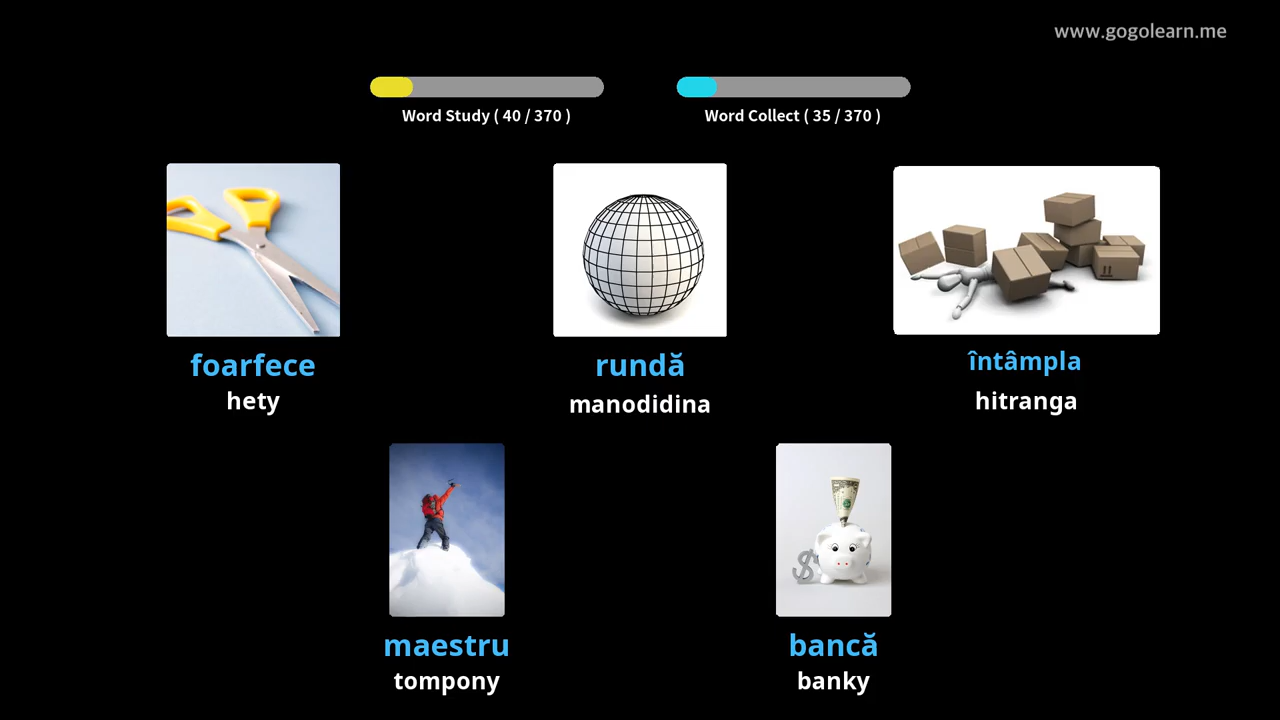 www.gogolearn.me
Word Study ( 40 / 370 )
Word Collect ( 35 / 370 )
foarfece
hety
rundă
manodidina
întâmpla
hitranga
maestru
tompony
bancă
banky